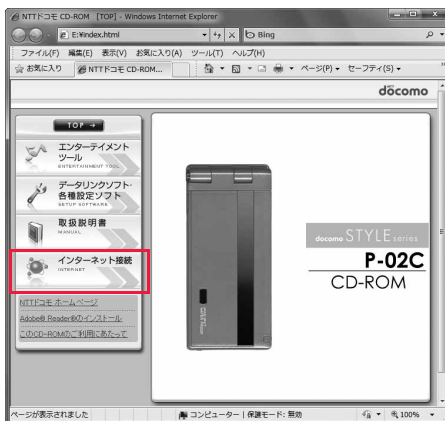 NTTドコモ CD-ROM [TOP] - Windows Internet Explorer
E:¥index.html
Bing
ファイル(F) 編集(E) 表示(V) お気に入り(A) ツール(T) ヘルプ(H)
お気に入り
NTTドコモ CD-ROM...
ページ(P)
セーフティ(S)
döcomo
TOP →
エンターテイメント
ツール
ENTERTAINMENT TOOL
データリンクソフト・
各種設定ソフト
SETUP SOFTWARE
取扱説明書
MANUAL
インターネット接続
INTERNET
NTTドコモ ホームページ
Adobe® Reader®のインストール
このCD-ROMのご利用にあたって
docomo STYLE series
P-02C
CD-ROM
ページが表示されました
コンピューター | 保護モード: 無効
100%